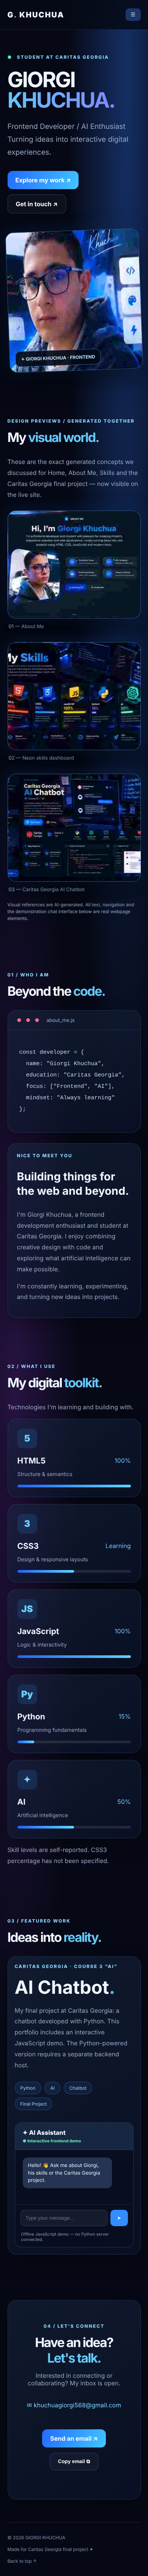 G. KHUCHUA
☰
STUDENT AT CARITAS GEORGIA
GIORGI
KHUCHUA.
Frontend Developer / AI Enthusiast
Turning ideas into interactive digital
experiences.
Explore my work ↗
Get in touch ↗
✦ GIORGI KHUCHUA · FRONTEND
DESIGN PREVIEWS / GENERATED TOGETHER
My visual world.
These are the exact generated concepts we
discussed for Home, About Me, Skills and the
Caritas Georgia final project — now visible on
the live site.
Hi, I'm Giorgi Khuchua
01 — About Me
My Skills
02 — Neon skills dashboard
Caritas Georgia
AI Chatbot
03 — Caritas Georgia AI Chatbot
Visual references are AI-generated. All text, navigation and
the demonstration chat interface below are real webpage
elements.
01 / WHO I AM
Beyond the code.
about_me.js
const developer = {
name: "Giorgi Khuchua",
education: "Caritas Georgia",
focus: ["Frontend", "AI"],
mindset: "Always learning"
};
NICE TO MEET YOU
Building things for
the web and beyond.
I'm Giorgi Khuchua, a frontend
development enthusiast and student at
Caritas Georgia. I enjoy combining
creative design with code and
exploring what artificial intelligence can
make possible.
I'm constantly learning, experimenting,
and turning new ideas into projects.
02 / WHAT I USE
My digital toolkit.
Technologies I'm learning and building with.
5
HTML5 100%
Structure & semantics
3
CSS3 Learning
Design & responsive layouts
JS
JavaScript 100%
Logic & interactivity
Py
Python 15%
Programming fundamentals
✦
AI 50%
Artificial intelligence
Skill levels are self-reported. CSS3
percentage has not been specified.
03 / FEATURED WORK
Ideas into reality.
CARITAS GEORGIA · COURSE 3 "AI"
AI Chatbot.
My final project at Caritas Georgia: a
chatbot developed with Python. This
portfolio includes an interactive
JavaScript demo. The Python-powered
version requires a separate backend
host.
Python AI Chatbot
Final Project
✦ AI Assistant
Interactive frontend demo
Hello! 👋 Ask me about Giorgi,
his skills or the Caritas Georgia
project.
Type your message... ➤
Offline JavaScript demo — no Python server
connected.
04 / LET'S CONNECT
Have an idea?
Let's talk.
Interested in connecting or
collaborating? My inbox is open.
✉ khuchuagiorgi568@gmail.com
Send an email ↗
Copy email ⧉
© 2026 GIORGI KHUCHUA
Made for Caritas Georgia final project ✦
Back to top ↑